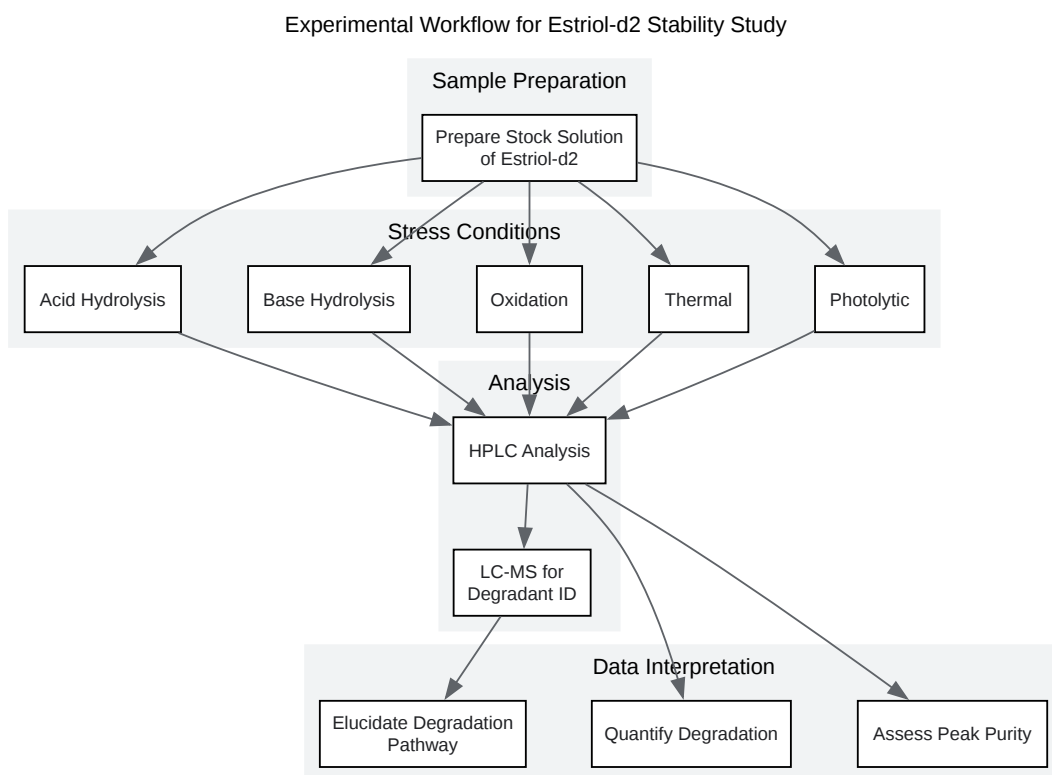 Experimental Workflow for Estriol-d2 Stability Study
Sample Preparation
Prepare Stock Solution
of Estriol-d2
Stress Conditions
Acid Hydrolysis
Base Hydrolysis
Oxidation
Thermal
Photolytic
Analysis
HPLC Analysis
LC-MS for
Degradant ID
Data Interpretation
Elucidate Degradation
Pathway
Quantify Degradation
Assess Peak Purity